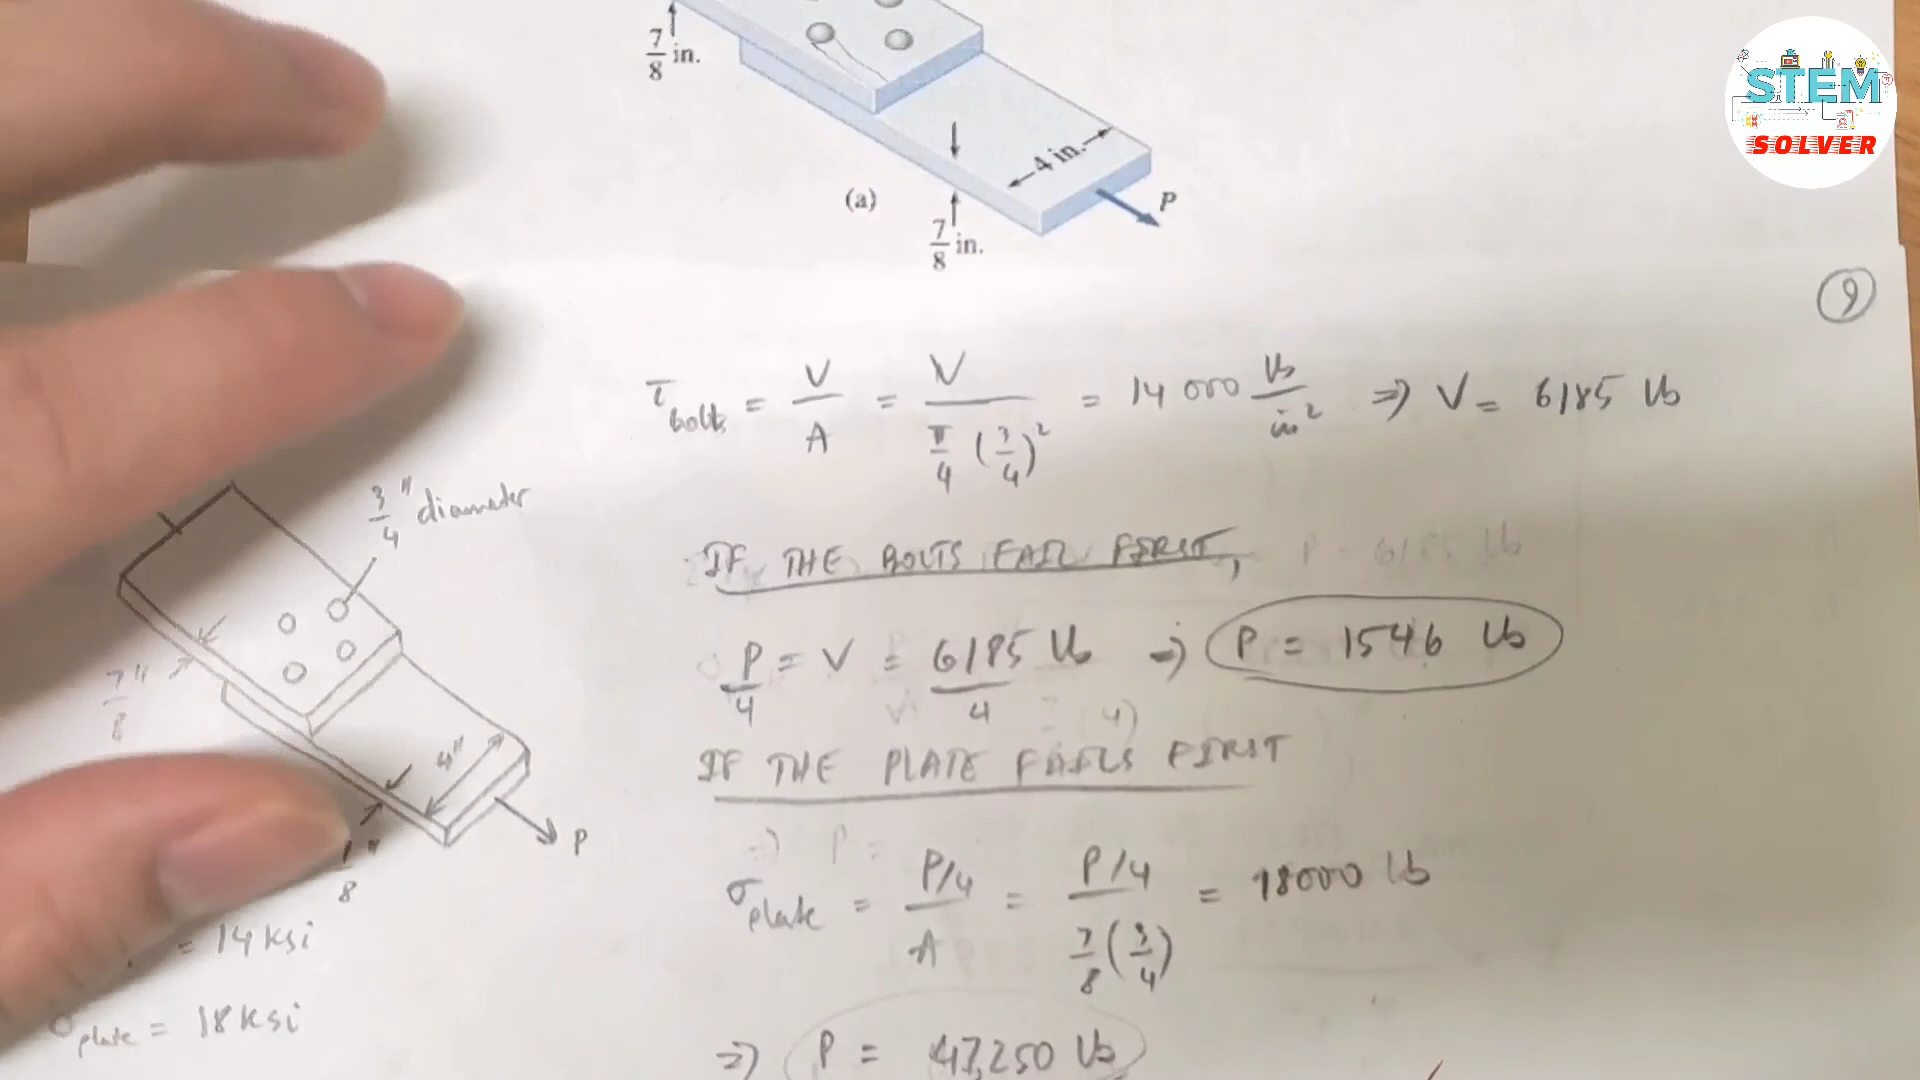 STEM
SOLVER
7/8 in.
4 in.
P
(a)
7/8 in.
9
τ bolts = V/A = V / (π/4 (3/4)²) = 14 000 lb/in² => V = 6185 lb
3/4" diameter
IF THE BOLTS FAIL FIRST,
P/4 = V = 6185 lb/4 => P = 1546 lb
7"/8
4"
IF THE PLATE FAILS FIRST
P
σ plate = P/4 / A = P/4 / (7/8 (3/4)) = 18000 lb
= 14 ksi
σ plate = 18 ksi
=> P = 47,250 lb